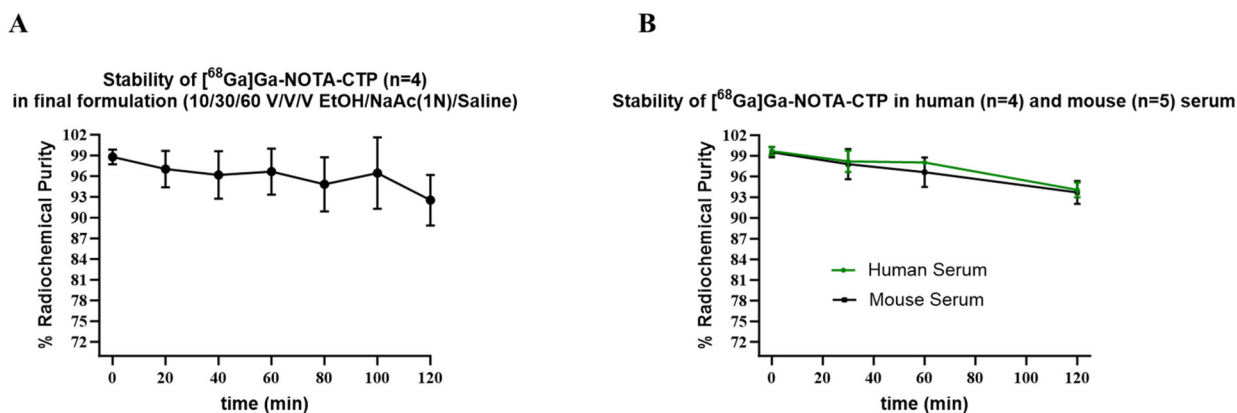 A
Stability of [68Ga]Ga-NOTA-CTP (n=4)
in final formulation (10/30/60 V/V/V EtOH/NaAc(1N)/Saline)
% Radiochemical Purity
102
99
96
93
90
87
84
81
78
75
72
0 20 40 60 80 100 120
time (min)
B
Stability of [68Ga]Ga-NOTA-CTP in human (n=4) and mouse (n=5) serum
% Radiochemical Purity
102
99
96
93
90
87
84
81
78
75
72
Human Serum
Mouse Serum
0 20 40 60 80 100 120
time (min)